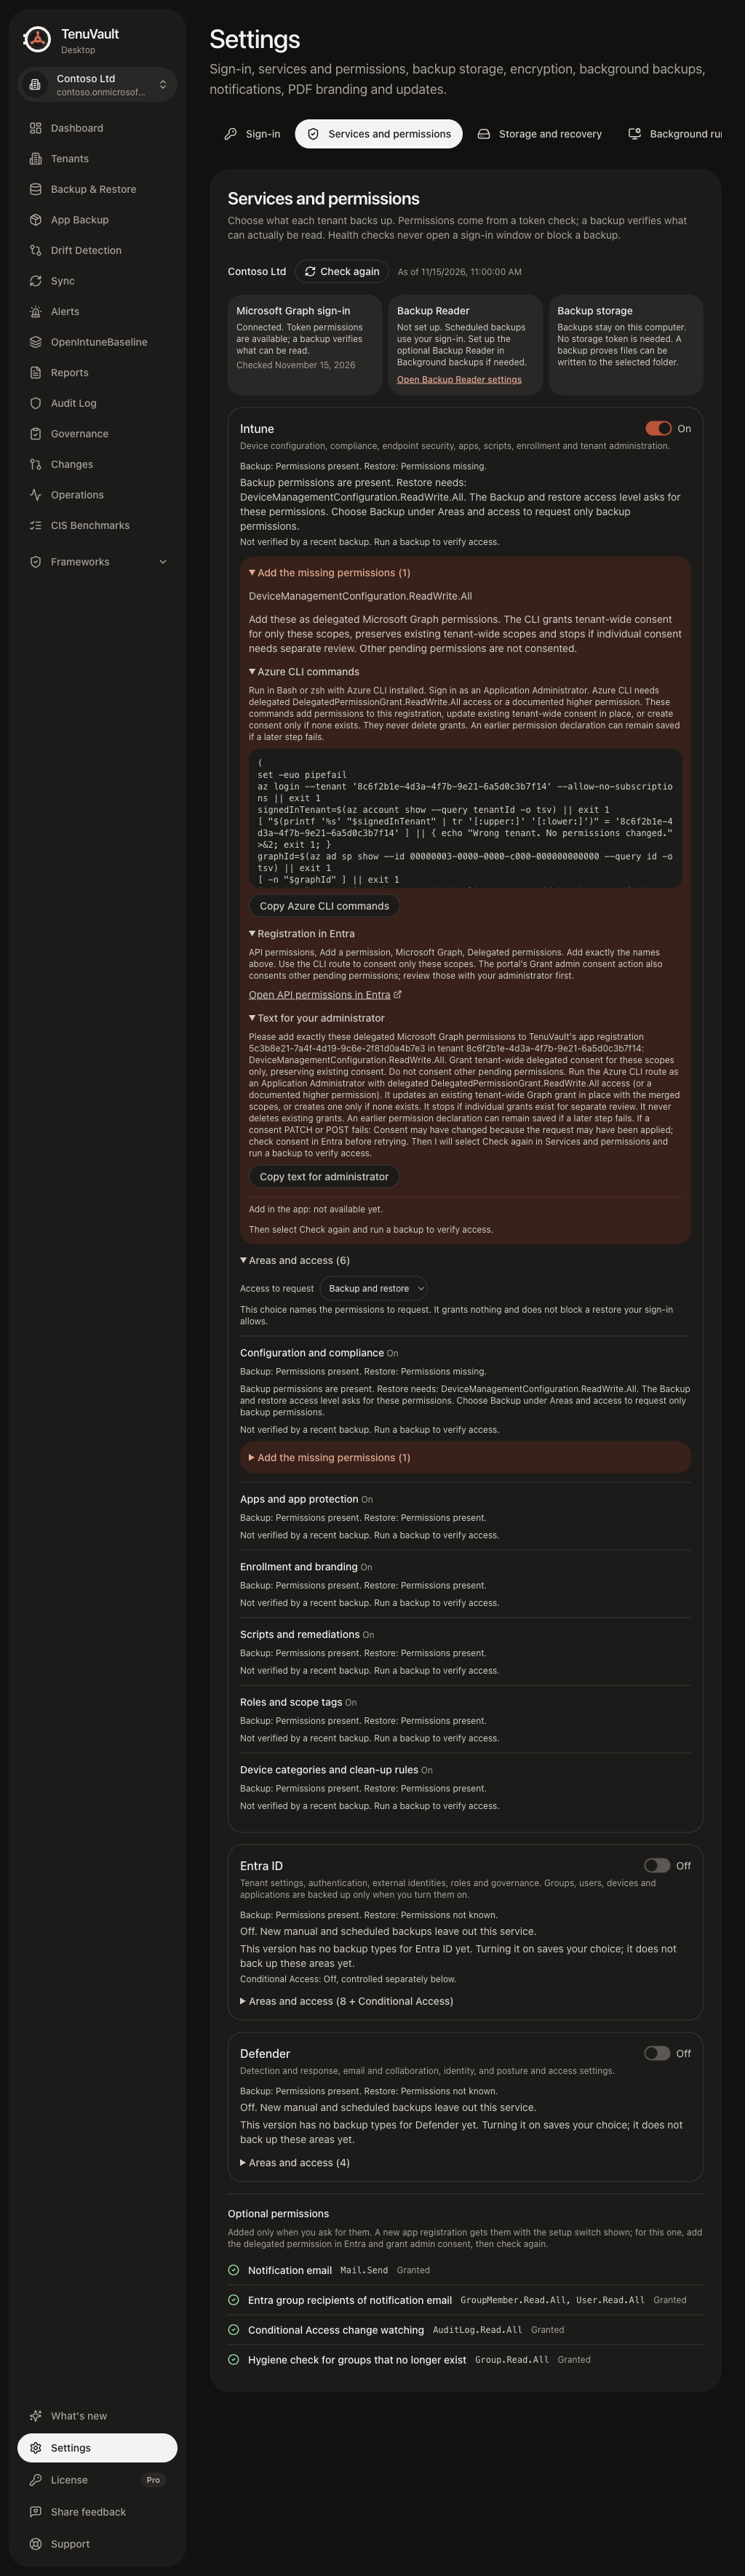 TenuVault
Desktop
Contoso Ltd
contoso.onmicrosof...
Dashboard
Tenants
Backup & Restore
App Backup
Drift Detection
Sync
Alerts
OpenIntuneBaseline
Reports
Audit Log
Governance
Changes
Operations
CIS Benchmarks
Frameworks
What's new
Settings
License
Pro
Share feedback
Support
Settings
Sign-in, services and permissions, backup storage, encryption, background backups,
notifications, PDF branding and updates.
Sign-in
Services and permissions
Storage and recovery
Background ru
Services and permissions
Choose what each tenant backs up. Permissions come from a token check; a backup verifies what
can actually be read. Health checks never open a sign-in window or block a backup.
Contoso Ltd
Check again
As of 11/15/2026, 11:00:00 AM
Microsoft Graph sign-in
Connected. Token permissions
are available; a backup verifies
what can be read.
Checked November 15, 2026
Backup Reader
Not set up. Scheduled backups
use your sign-in. Set up the
optional Backup Reader in
Background backups if needed.
Open Backup Reader settings
Backup storage
Backups stay on this computer.
No storage token is needed. A
backup proves files can be
written to the selected folder.
Intune
On
Device configuration, compliance, endpoint security, apps, scripts, enrollment and tenant administration.
Backup: Permissions present. Restore: Permissions missing.
Backup permissions are present. Restore needs:
DeviceManagementConfiguration.ReadWrite.All. The Backup and restore access level asks for
these permissions. Choose Backup under Areas and access to request only backup
permissions.
Not verified by a recent backup. Run a backup to verify access.
Add the missing permissions (1)
DeviceManagementConfiguration.ReadWrite.All
Add these as delegated Microsoft Graph permissions. The CLI grants tenant-wide consent
for only these scopes, preserves existing tenant-wide scopes and stops if individual consent
needs separate review. Other pending permissions are not consented.
Azure CLI commands
Run in Bash or zsh with Azure CLI installed. Sign in as an Application Administrator. Azure CLI needs
delegated DelegatedPermissionGrant.ReadWrite.All access or a documented higher permission. These
commands add permissions to this registration, update existing tenant-wide consent in place, or create
consent only if none exists. They never delete grants. An earlier permission declaration can remain saved
if a later step fails.
(
set -euo pipefail
az login --tenant '8c6f2b1e-4d3a-4f7b-9e21-6a5d0c3b7f14' --allow-no-subscriptio
ns || exit 1
signedInTenant=$(az account show --query tenantId -o tsv) || exit 1
[ "$(printf '%s' "$signedInTenant" | tr '[:upper:]' '[:lower:]')" = '8c6f2b1e-4
d3a-4f7b-9e21-6a5d0c3b7f14' ] || { echo "Wrong tenant. No permissions changed."
>&2; exit 1; }
graphId=$(az ad sp show --id 00000003-0000-0000-c000-000000000000 --query id -o
tsv) || exit 1
[ -n "$graphId" ] || exit 1
Copy Azure CLI commands
Registration in Entra
API permissions, Add a permission, Microsoft Graph, Delegated permissions. Add exactly the names
above. Use the CLI route to consent only these scopes. The portal's Grant admin consent action also
consents other pending permissions; review those with your administrator first.
Open API permissions in Entra
Text for your administrator
Please add exactly these delegated Microsoft Graph permissions to TenuVault's app registration
5c3b8e21-7a4f-4d19-9c6e-2f81d0a4b7e3 in tenant 8c6f2b1e-4d3a-4f7b-9e21-6a5d0c3b7f14:
DeviceManagementConfiguration.ReadWrite.All. Grant tenant-wide delegated consent for these scopes
only, preserving existing consent. Do not consent other pending permissions. Run the Azure CLI route as
an Application Administrator with delegated DelegatedPermissionGrant.ReadWrite.All access (or a
documented higher permission). It updates an existing tenant-wide Graph grant in place with the merged
scopes, or creates one only if none exists. It stops if individual grants exist for separate review. It never
deletes existing grants. An earlier permission declaration can remain saved if a later step fails. If a
consent PATCH or POST fails: Consent may have changed because the request may have been applied;
check consent in Entra before retrying. Then I will select Check again in Services and permissions and
run a backup to verify access.
Copy text for administrator
Add in the app: not available yet.
Then select Check again and run a backup to verify access.
Areas and access (6)
Access to request
Backup and restore
This choice names the permissions to request. It grants nothing and does not block a restore your sign-in
allows.
Configuration and compliance On
Backup: Permissions present. Restore: Permissions missing.
Backup permissions are present. Restore needs: DeviceManagementConfiguration.ReadWrite.All. The Backup
and restore access level asks for these permissions. Choose Backup under Areas and access to request only
backup permissions.
Not verified by a recent backup. Run a backup to verify access.
Add the missing permissions (1)
Apps and app protection On
Backup: Permissions present. Restore: Permissions present.
Not verified by a recent backup. Run a backup to verify access.
Enrollment and branding On
Backup: Permissions present. Restore: Permissions present.
Not verified by a recent backup. Run a backup to verify access.
Scripts and remediations On
Backup: Permissions present. Restore: Permissions present.
Not verified by a recent backup. Run a backup to verify access.
Roles and scope tags On
Backup: Permissions present. Restore: Permissions present.
Not verified by a recent backup. Run a backup to verify access.
Device categories and clean-up rules On
Backup: Permissions present. Restore: Permissions present.
Not verified by a recent backup. Run a backup to verify access.
Entra ID
Off
Tenant settings, authentication, external identities, roles and governance. Groups, users, devices and
applications are backed up only when you turn them on.
Backup: Permissions present. Restore: Permissions not known.
Off. New manual and scheduled backups leave out this service.
This version has no backup types for Entra ID yet. Turning it on saves your choice; it does not
back up these areas yet.
Conditional Access: Off, controlled separately below.
Areas and access (8 + Conditional Access)
Defender
Off
Detection and response, email and collaboration, identity, and posture and access settings.
Backup: Permissions present. Restore: Permissions not known.
Off. New manual and scheduled backups leave out this service.
This version has no backup types for Defender yet. Turning it on saves your choice; it does not
back up these areas yet.
Areas and access (4)
Optional permissions
Added only when you ask for them. A new app registration gets them with the setup switch shown; for this one, add
the delegated permission in Entra and grant admin consent, then check again.
Notification email Mail.Send Granted
Entra group recipients of notification email GroupMember.Read.All, User.Read.All Granted
Conditional Access change watching AuditLog.Read.All Granted
Hygiene check for groups that no longer exist Group.Read.All Granted